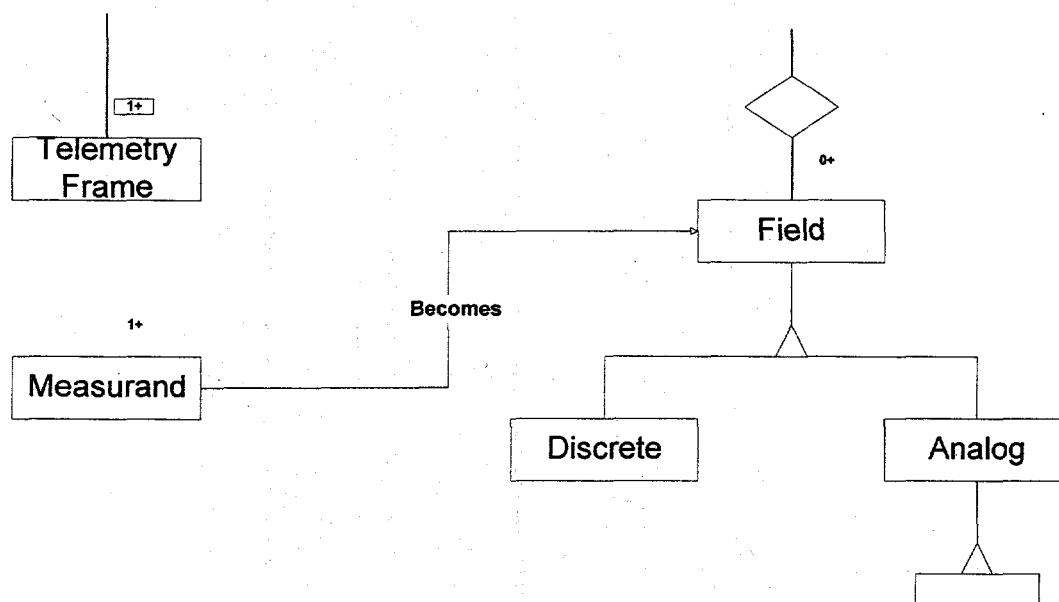 1+
Telemetry
Frame
0+
Field
Becomes
1+
Measurand
Discrete
Analog